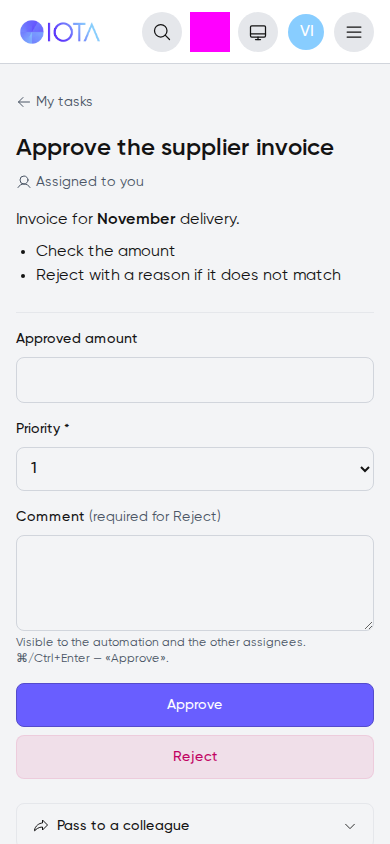 IOTA
VI
My tasks
Approve the supplier invoice
Assigned to you
Invoice for November delivery.
• Check the amount
• Reject with a reason if it does not match
Approved amount
Priority *
1
Comment (required for Reject)
Visible to the automation and the other assignees.
⌘/Ctrl+Enter — «Approve».
Approve
Reject
Pass to a colleague